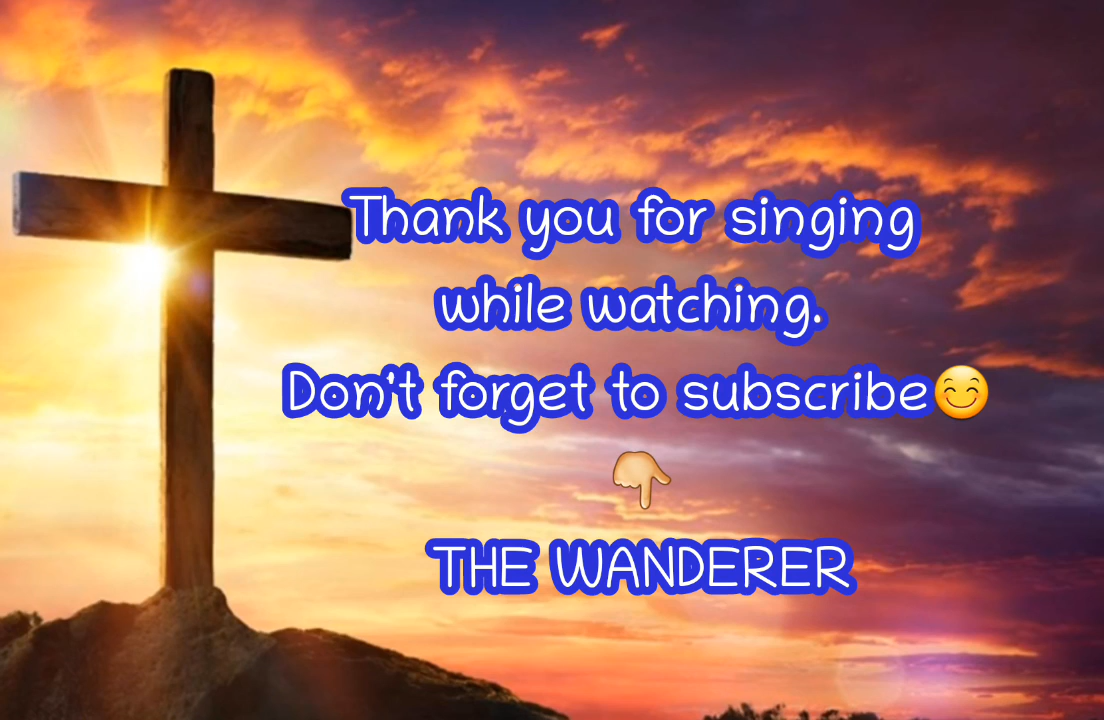 Thank you for singing
while watching.
Don't forget to subscribe😊
👇🏼
THE WANDERER